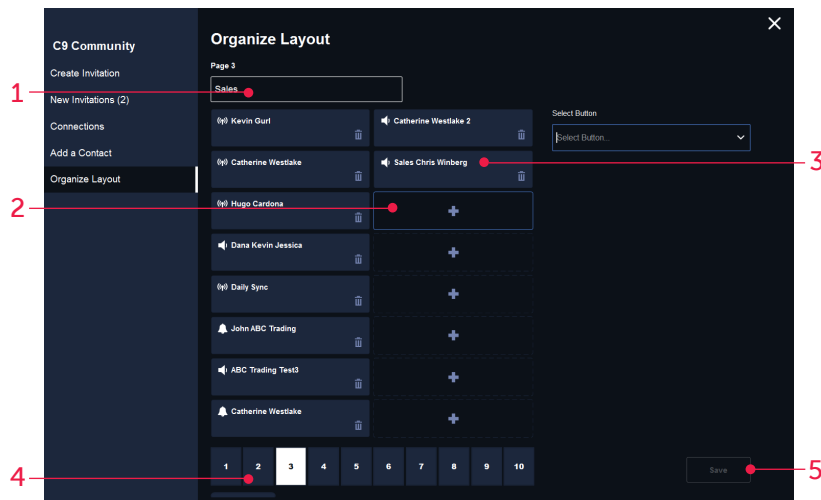 C9 Community
Create Invitation
New Invitations (2)
Connections
Add a Contact
Organize Layout
Organize Layout
Page 3
Sales
Kevin Gurl
Catherine Westlake 2
Catherine Westlake
Sales Chris Winberg
Hugo Cardona
Dana Kevin Jessica
Daily Sync
John ABC Trading
ABC Trading Test3
Catherine Westlake
1 2 3 4 5 6 7 8 9 10
Select Button
Select Button...
Save
1
2
3
4
5